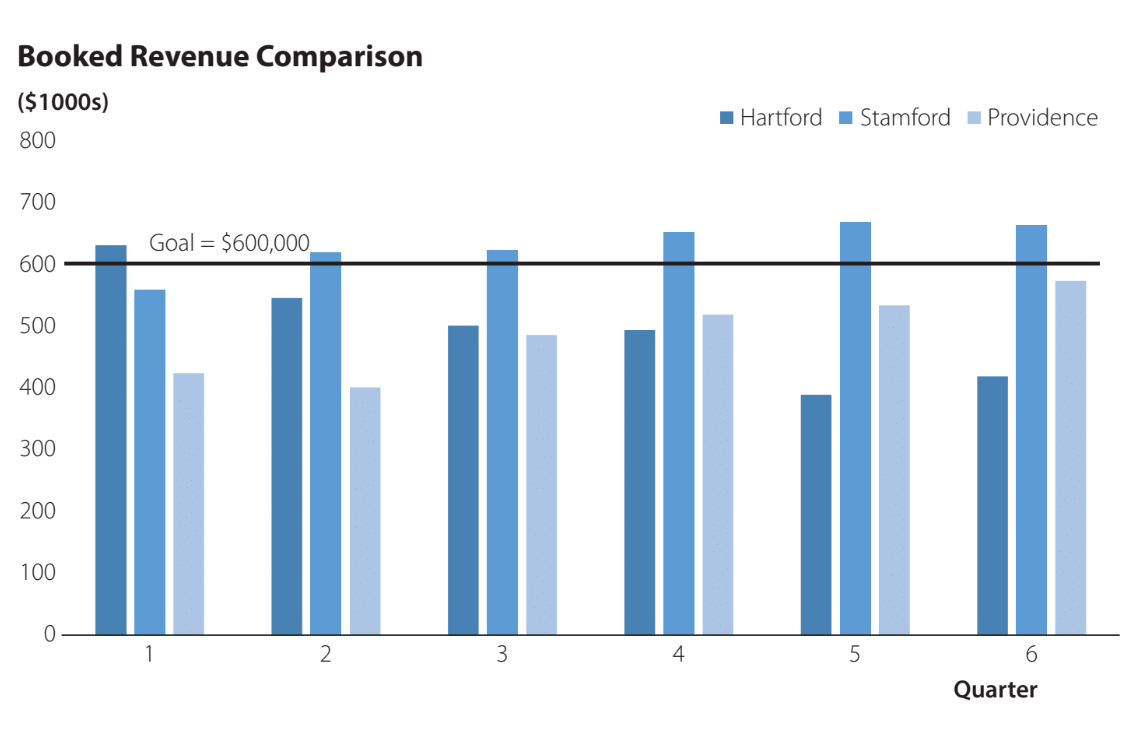 Booked Revenue Comparison
($1000s)
Hartford Stamford Providence
800
700
Goal = $600,000
600
500
400
300
200
100
0
1 2 3 4 5 6
Quarter